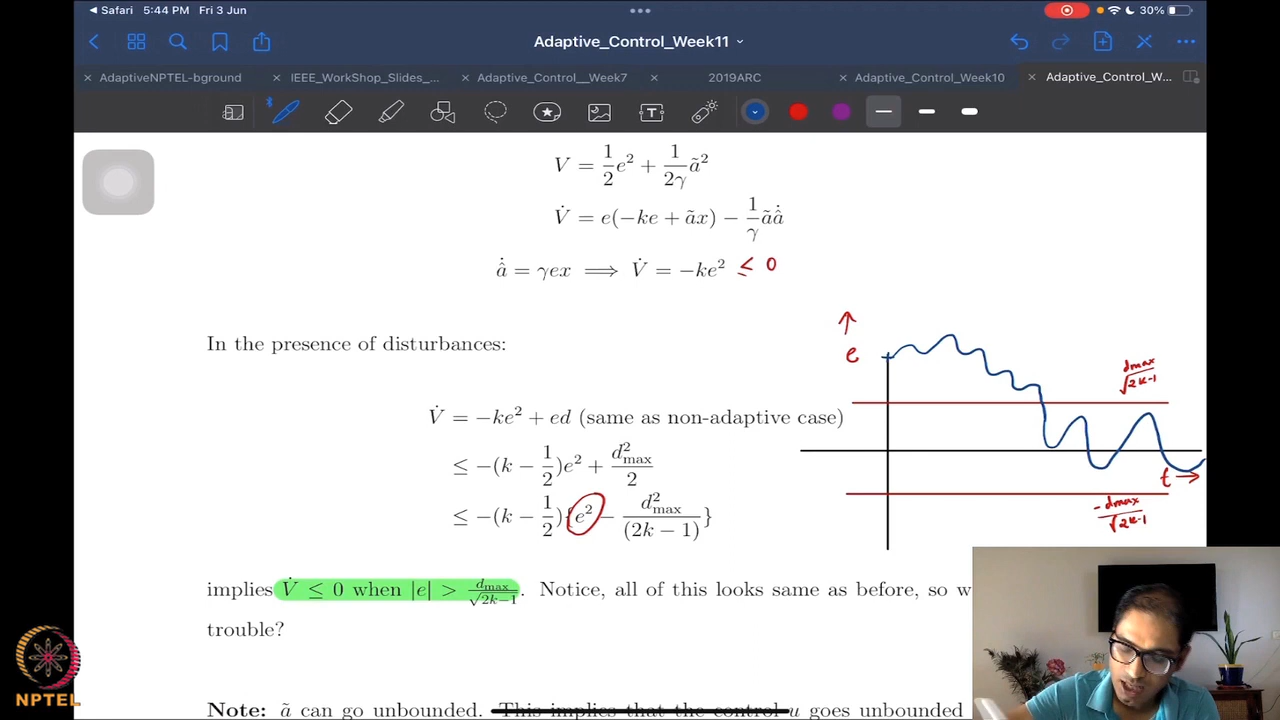 Safari 5:44 PM Fri 3 Jun 30%
Adaptive_Control_Week11
AdaptiveNPTEL-bground IEEE_WorkShop_Slides_... Adaptive_Control__Week7 2019ARC Adaptive_Control_Week10 Adaptive_Control_W...
V = 1/2 e² + 1/(2γ) ã²
V̇ = e(−ke + ãx) − 1/γ ã â̇
â̇ = γex ⟹ V̇ = −ke² ≤ 0
In the presence of disturbances:
e
dmax/√(2k-1)
V̇ = −ke² + ed (same as non-adaptive case)
≤ −(k − 1/2)e² + d²max/2
t →
≤ −(k − 1/2){e² − d²max/(2k − 1)}
-dmax/√(2k-1)
implies V̇ ≤ 0 when |e| > dmax/√(2k−1). Notice, all of this looks same as before, so w
trouble?
NPTEL
Note: ã can go unbounded. This implies that the control u goes unbounded